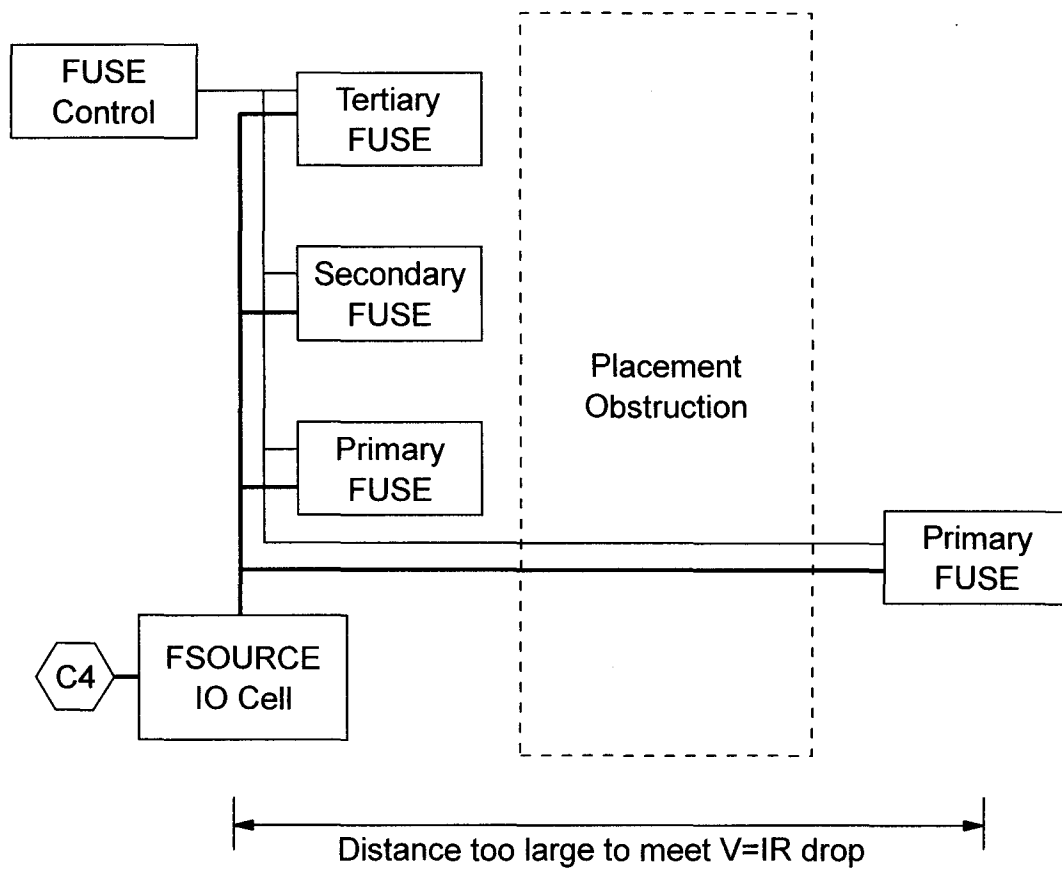 FUSE
Control
Tertiary
FUSE
Secondary
FUSE
Placement
Obstruction
Primary
FUSE
Primary
FUSE
FSOURCE
IO Cell
C4
Distance too large to meet V=IR drop